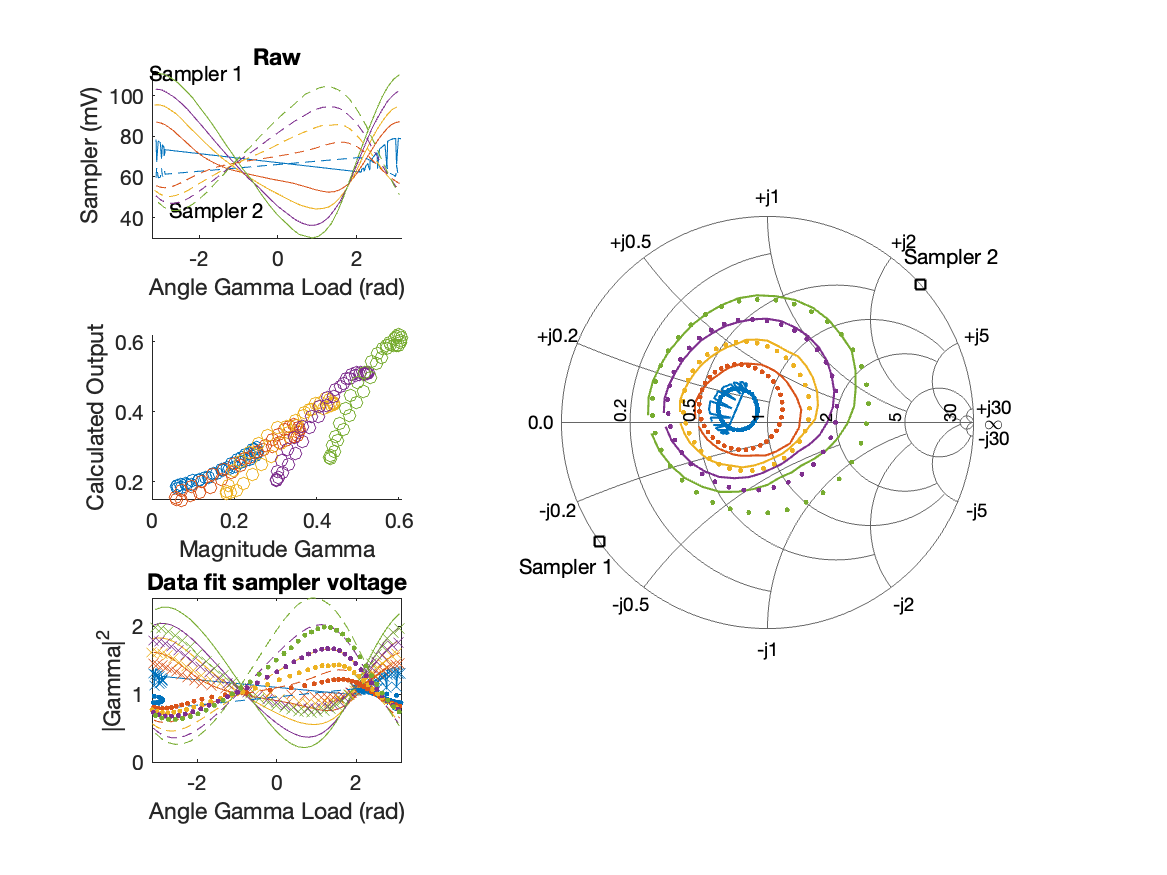 Raw
Sampler 1
100
80
60
40
Sampler (mV)
Sampler 2
-2
0
2
Angle Gamma Load (rad)
0.6
0.4
0.2
Calculated Output
0
0.2
0.4
0.6
Magnitude Gamma
Data fit sampler voltage
2
1
0
|Gamma|2
-2
0
2
Angle Gamma Load (rad)
+j1
+j0.5
+j2
Sampler 2
+j0.2
+j5
0.0
0.2
0.5
1
2
5
30
+j30
∞
-j30
-j0.2
-j5
Sampler 1
-j0.5
-j2
-j1